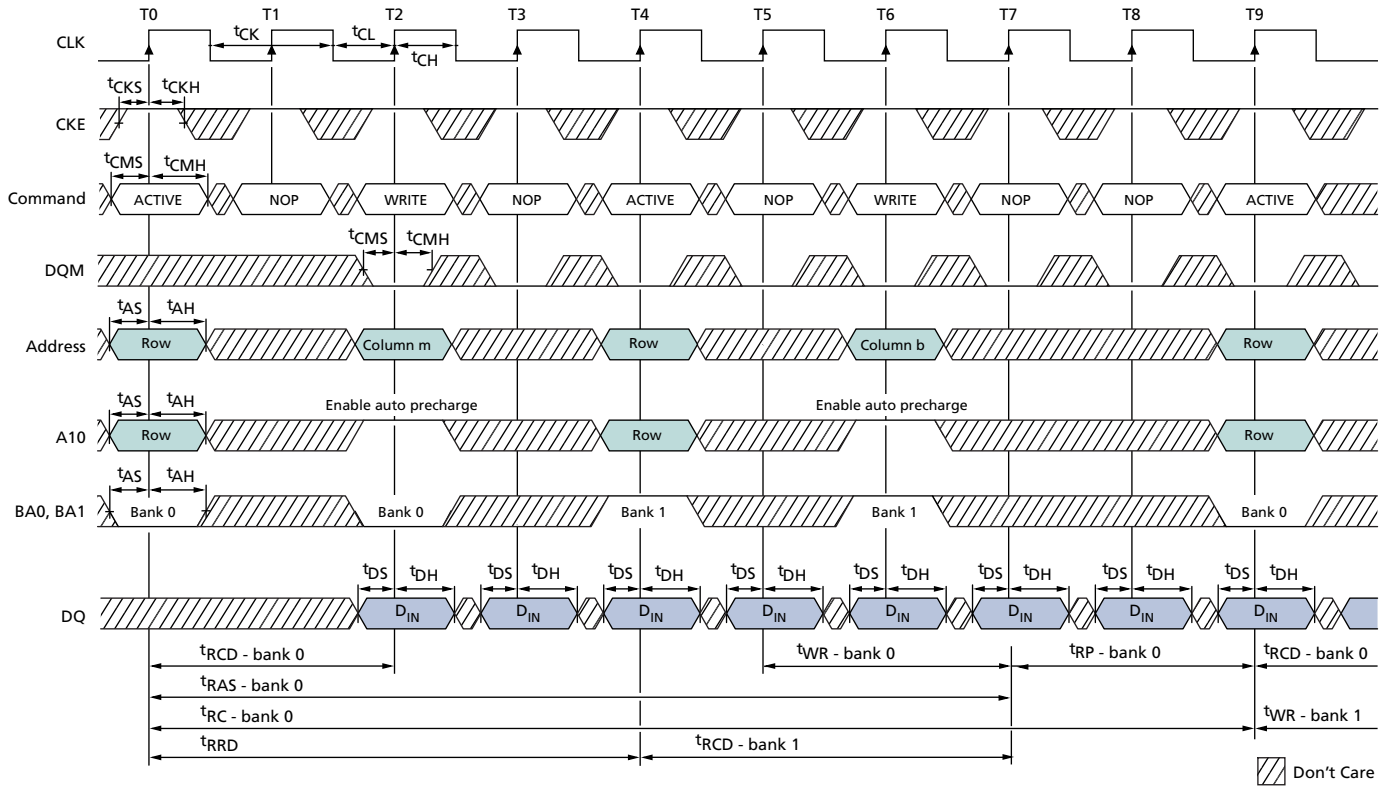 T0 T1 T2 T3 T4 T5 T6 T7 T8 T9
CLK
tCK tCL
tCH
tCKS tCKH
CKE
tCMS tCMH
Command ACTIVE NOP WRITE NOP ACTIVE NOP WRITE NOP NOP ACTIVE
tCMS tCMH
DQM
tAS tAH
Address Row Column m Row Column b Row
tAS tAH Enable auto precharge Enable auto precharge
A10 Row Row Row
tAS tAH
BA0, BA1 Bank 0 Bank 0 Bank 1 Bank 1 Bank 0
tDS tDH tDS tDH tDS tDH tDS tDH tDS tDH tDS tDH tDS tDH tDS tDH
DQ DIN DIN DIN DIN DIN DIN DIN DIN
tRCD - bank 0 tWR - bank 0 tRP - bank 0 tRCD - bank 0
tRAS - bank 0
tRC - bank 0 tWR - bank 1
tRRD tRCD - bank 1
Don't Care